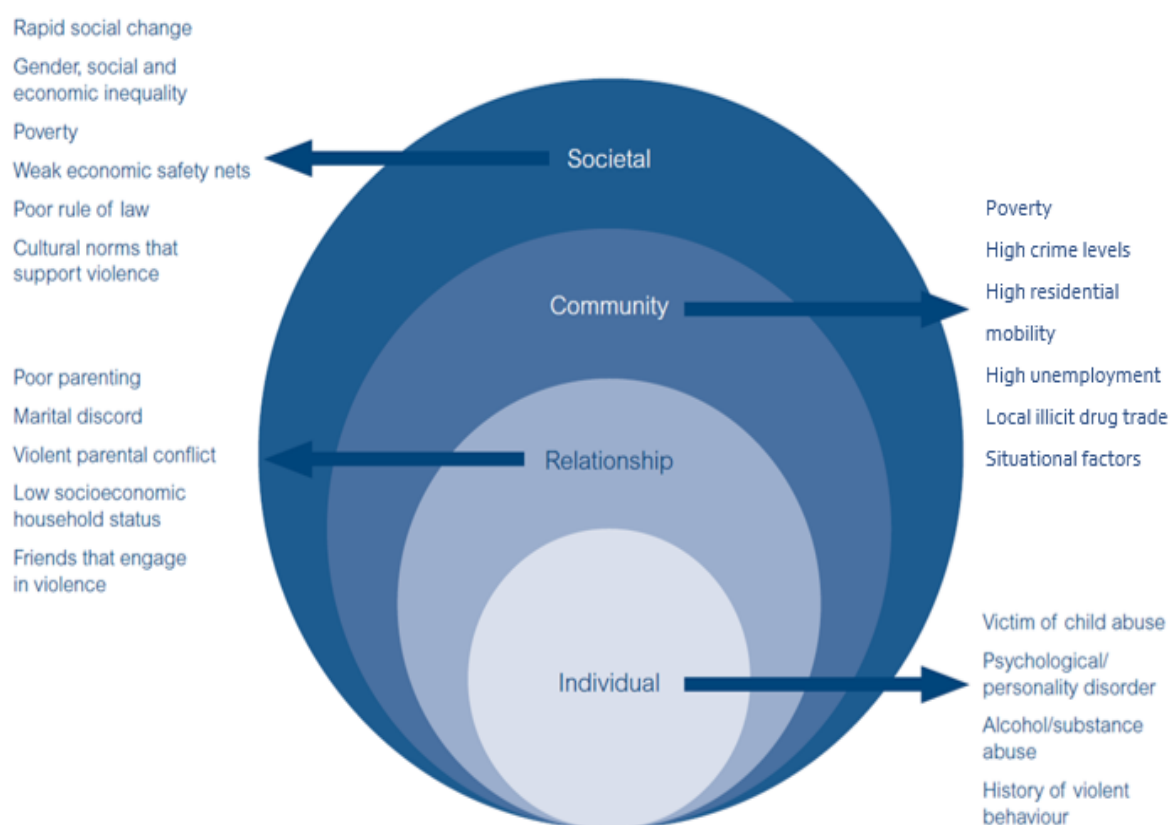 Rapid social change
Gender, social and
economic inequality
Poverty
Weak economic safety nets
Poor rule of law
Cultural norms that
support violence
Societal
Community
Poverty
High crime levels
High residential
mobility
High unemployment
Local illicit drug trade
Situational factors
Poor parenting
Marital discord
Violent parental conflict
Low socioeconomic
household status
Friends that engage
in violence
Relationship
Individual
Victim of child abuse
Psychological/
personality disorder
Alcohol/substance
abuse
History of violent
behaviour